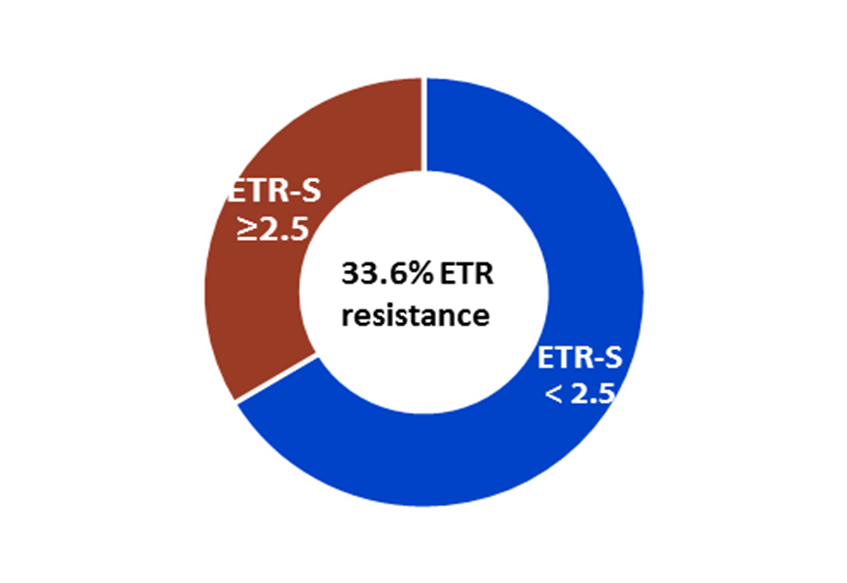 ETR-S
≥2.5
33.6% ETR
resistance
ETR-S
< 2.5